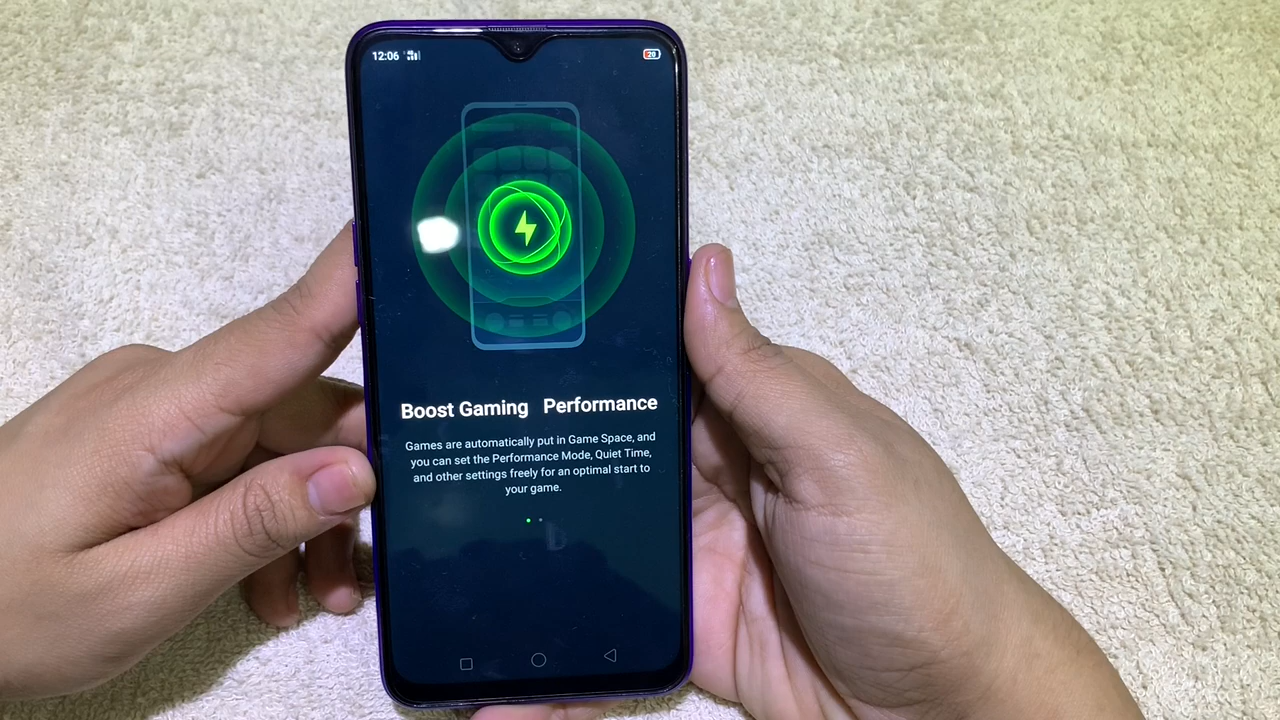 12:06
20
Boost Gaming Performance
Games are automatically put in Game Space, and
you can set the Performance Mode, Quiet Time,
and other settings freely for an optimal start to
your game.